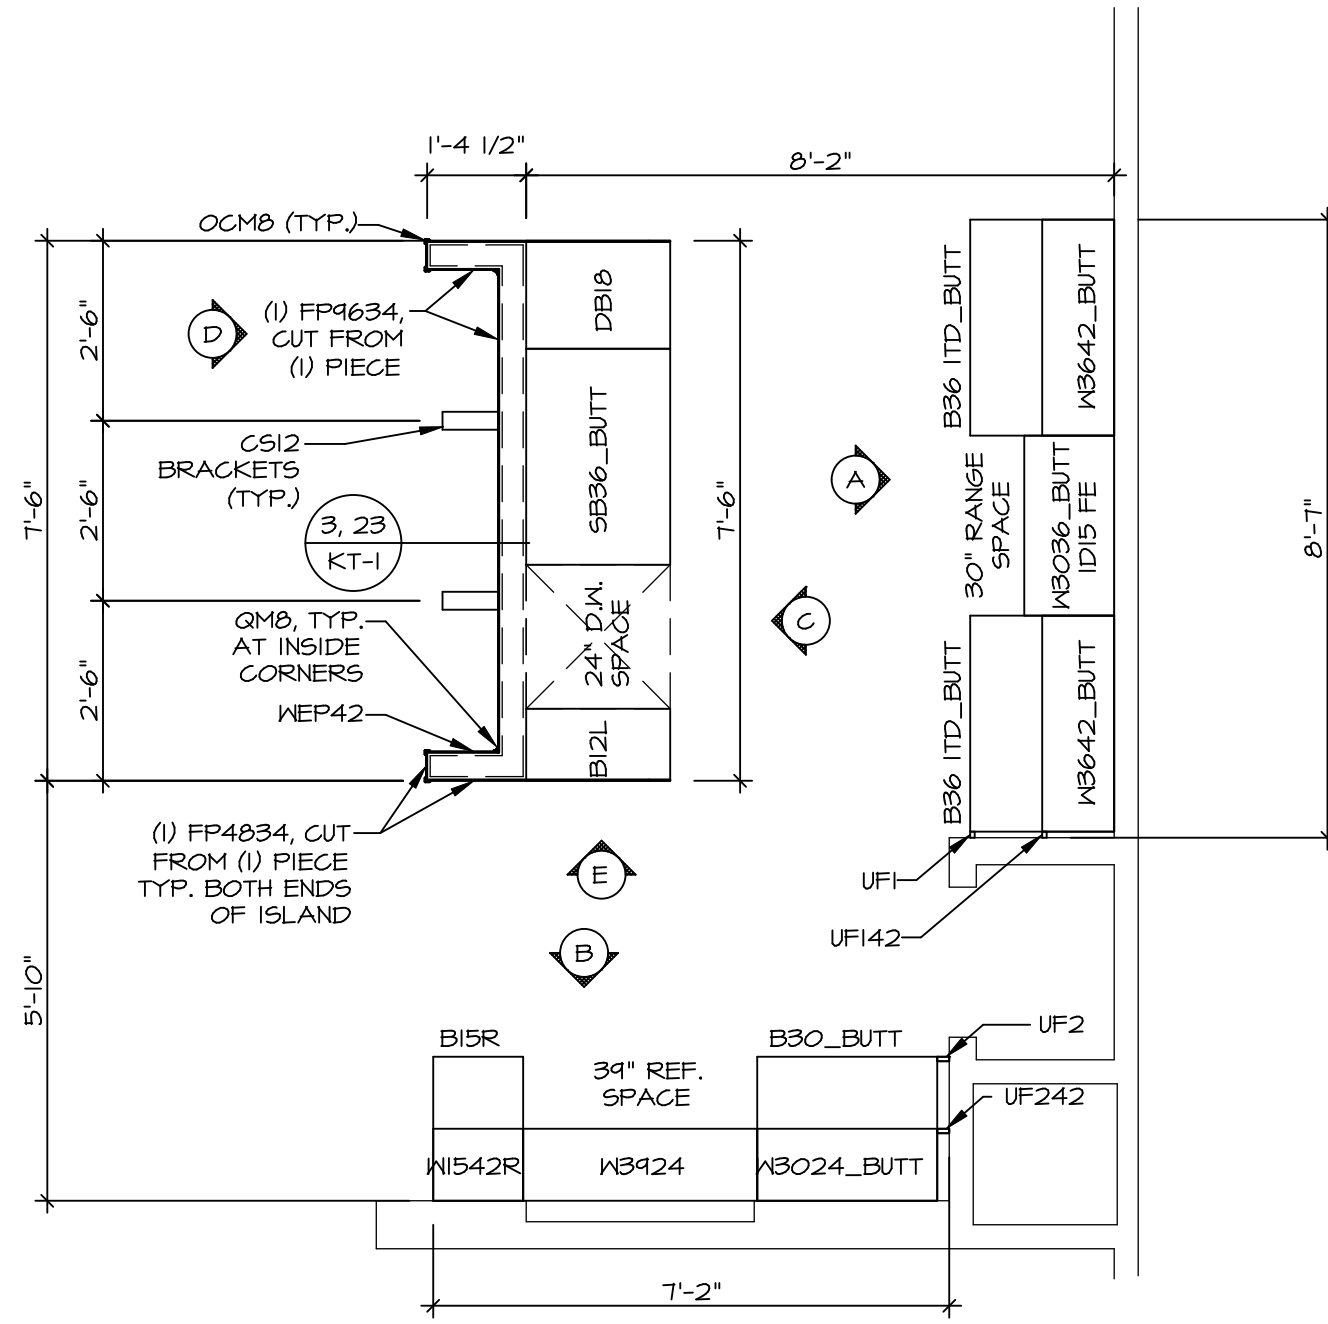 1'-4 1/2"
8'-2"
OCM8 (TYP.)
(1) FP9634,
CUT FROM
(1) PIECE
D
2'-6"
2'-6"
2'-6"
7'-6"
CS12
BRACKETS
(TYP.)
3, 23
KT-1
QM8, TYP.
AT INSIDE
CORNERS
WEP42
(1) FP4834, CUT
FROM (1) PIECE
TYP. BOTH ENDS
OF ISLAND
5'-10"
DB18
SB36_BUTT
24" D.W.
SPACE
B12L
7'-6"
A
C
E
B
B36 1TD_BUTT
W3642_BUTT
30" RANGE
SPACE
W3036_BUTT
1D15 FE
B36 1TD_BUTT
W3642_BUTT
8'-7"
UF1
UF142
B15R
39" REF.
SPACE
B30_BUTT
UF2
UF242
W1542R
W3924
W3024_BUTT
7'-2"